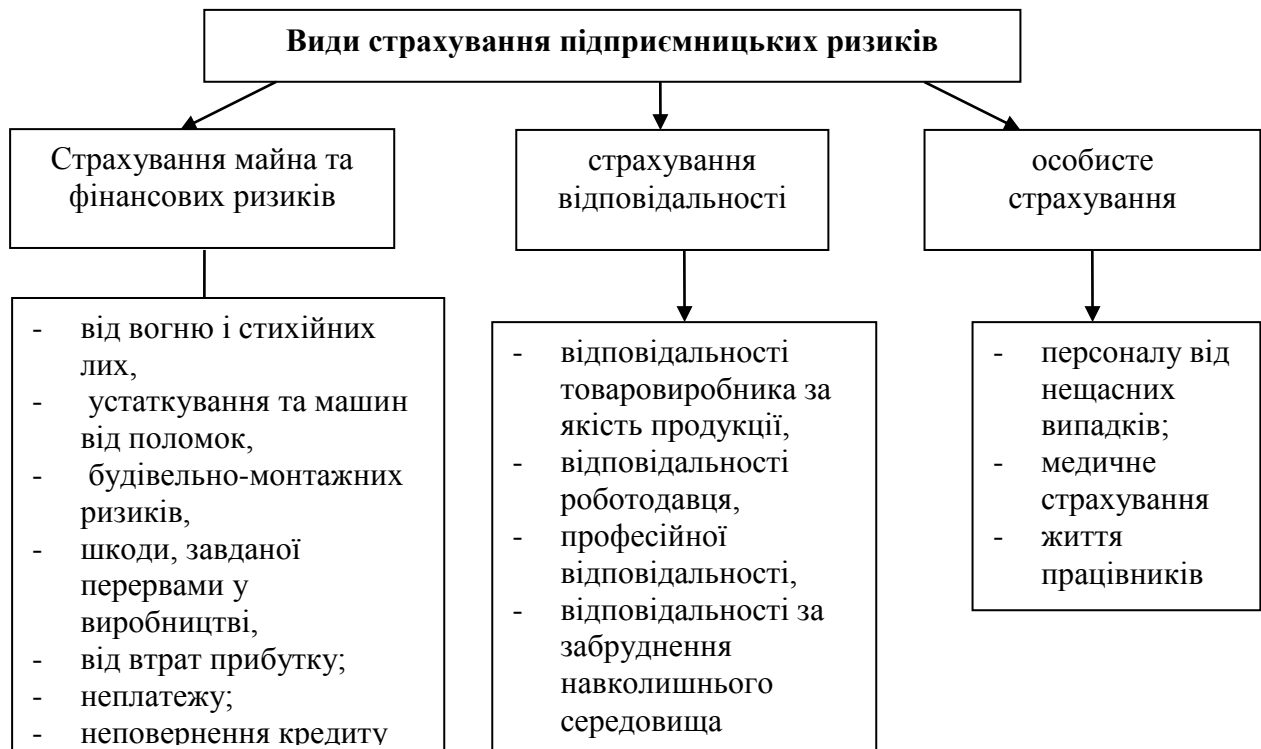 Види страхування підприємницьких ризиків
Страхування майна та
фінансових ризиків
страхування
відповідальності
особисте
страхування
- від вогню і стихійних
лих,
- устаткування та машин
від поломок,
- будівельно-монтажних
ризиків,
- шкоди, завданої
перервами у
виробництві,
- від втрат прибутку;
- неплатежу;
- неповернення кредиту
- відповідальності
товаровиробника за
якість продукції,
- відповідальності
роботодавця,
- професійної
відповідальності,
- відповідальності за
забруднення
навколишнього
середовища
- персоналу від
нещасних
випадків;
- медичне
страхування
- життя
працівників